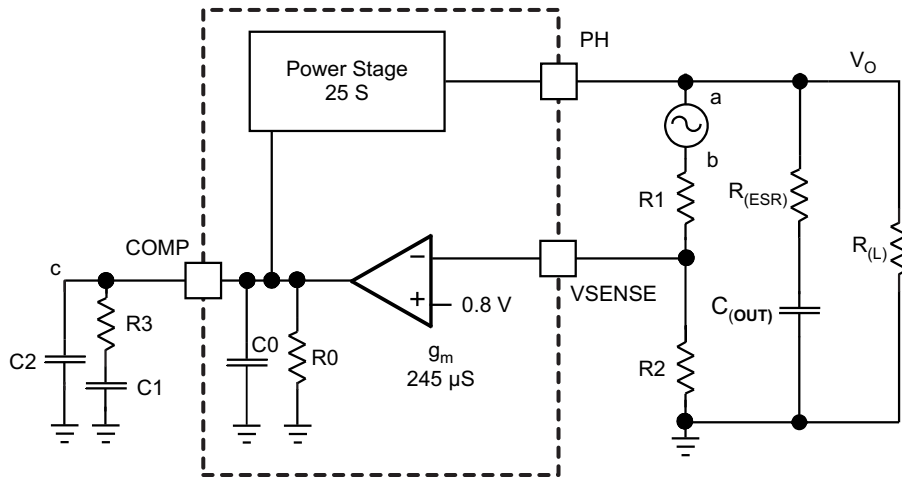 PH
Power Stage
25 S
V_O
a
b
R1
R_(ESR)
R_(L)
COMP
c
VSENSE
−
+
0.8 V
R3
C0
R0
C_(OUT)
C2
C1
g_m
245 µS
R2